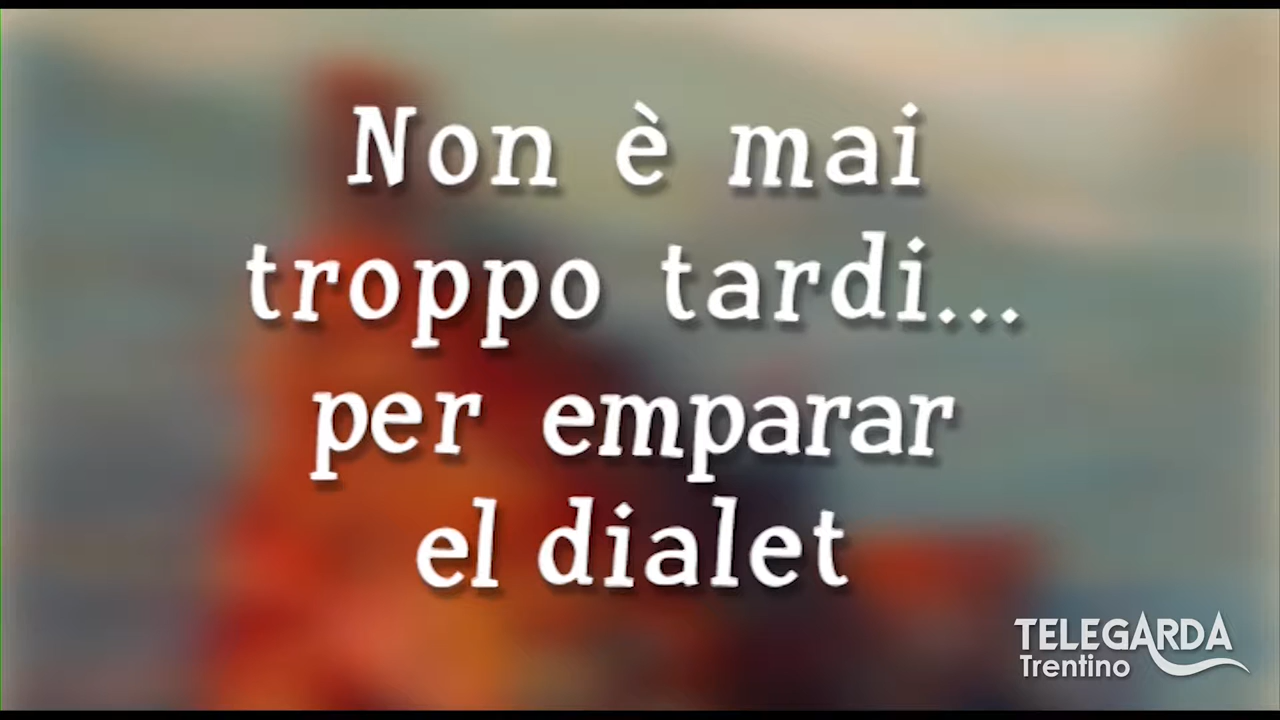 Non è mai
troppo tardi...
per emparar
el dialet
TELEGARDA
Trentino